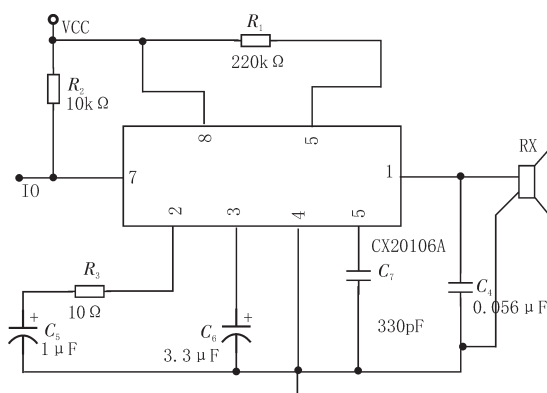 VCC
R₁
220kΩ
R₂
10kΩ
8
5
RX
7
1
IO
2
3
4
5
CX20106A
R₃
C₇
C₄
10Ω
0.056μF
+
+
C₅
C₆
330pF
1μF
3.3μF